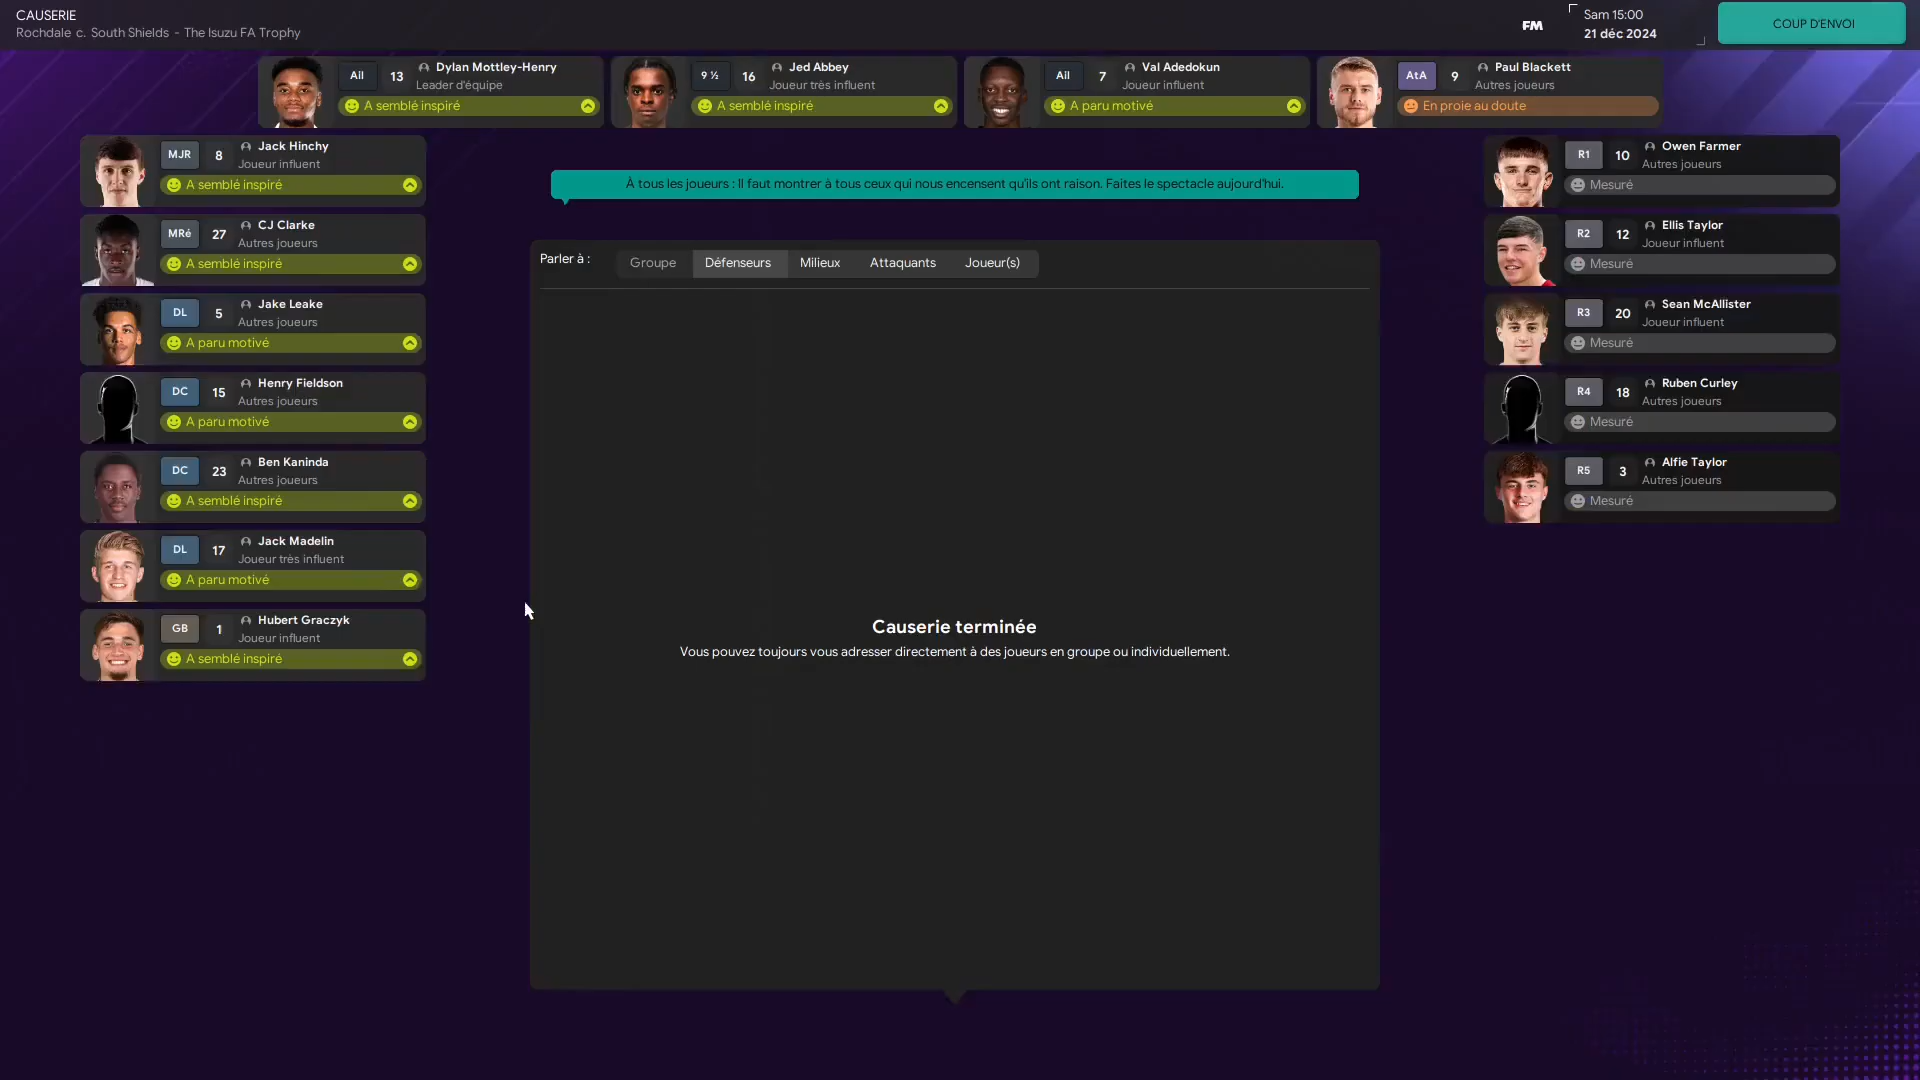 CAUSERIE
Rochdale c. South Shields - The Isuzu FA Trophy
FM
Sam 15:00
21 déc 2024
COUP D'ENVOI
Ail 13 Dylan Mottley-Henry
Leader d'équipe
A semblé inspiré
9 ½ 16 Jed Abbey
Joueur très influent
A semblé inspiré
Ail 7 Val Adedokun
Joueur influent
A paru motivé
AtA 9 Paul Blackett
Autres joueurs
En proie au doute
MJR 8 Jack Hinchy
Joueur influent
A semblé inspiré
MRé 27 CJ Clarke
Autres joueurs
A semblé inspiré
DL 5 Jake Leake
Autres joueurs
A paru motivé
DC 15 Henry Fieldson
Autres joueurs
A paru motivé
DC 23 Ben Kaninda
Autres joueurs
A semblé inspiré
DL 17 Jack Madelin
Joueur très influent
A paru motivé
GB 1 Hubert Graczyk
Joueur influent
A semblé inspiré
À tous les joueurs : Il faut montrer à tous ceux qui nous encensent qu'ils ont raison. Faites le spectacle aujourd'hui.
Parler à : Groupe Défenseurs Milieux Attaquants Joueur(s)
Causerie terminée
Vous pouvez toujours vous adresser directement à des joueurs en groupe ou individuellement.
R1 10 Owen Farmer
Autres joueurs
Mesuré
R2 12 Ellis Taylor
Joueur influent
Mesuré
R3 20 Sean McAllister
Joueur influent
Mesuré
R4 18 Ruben Curley
Autres joueurs
Mesuré
R5 3 Alfie Taylor
Autres joueurs
Mesuré